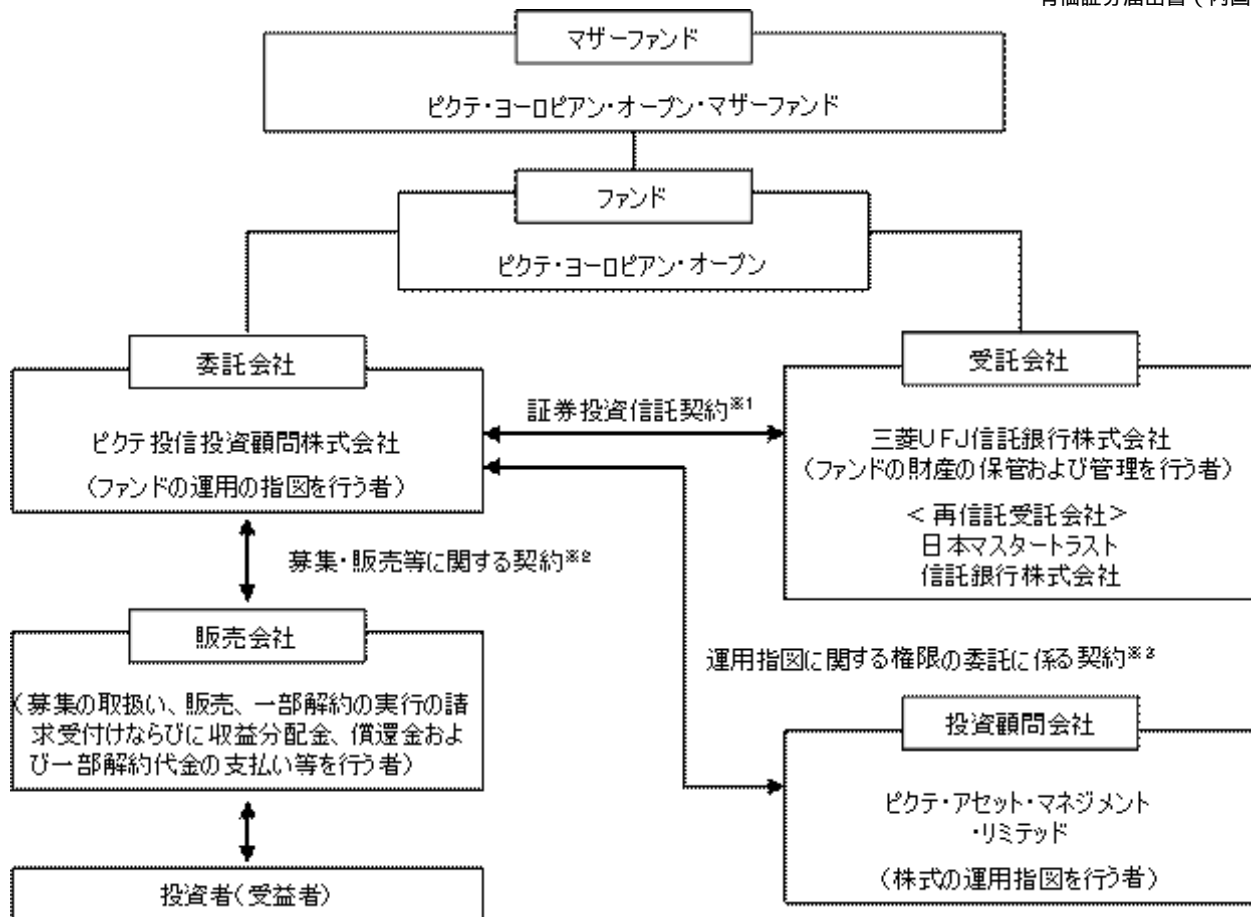 有価証券届出書(内国
マザーファンド
ピクテ・ヨーロピアン・オープン・マザーファンド
ファンド
ピクテ・ヨーロピアン・オープン
委託会社
ピクテ投信投資顧問株式会社
(ファンドの運用の指図を行う者)
証券投資信託契約※1
受託会社
三菱UFJ信託銀行株式会社
(ファンドの財産の保管および管理を行う者)
<再信託受託会社>
日本マスタートラスト
信託銀行株式会社
募集・販売等に関する契約※2
販売会社
(募集の取扱い、販売、一部解約の実行の請
求受付けならびに収益分配金、償還金およ
び一部解約代金の支払い等を行う者)
運用指図に関する権限の委託に係る契約※3
投資顧問会社
ピクテ・アセット・マネジメント
・リミテッド
(株式の運用指図を行う者)
投資者(受益者)